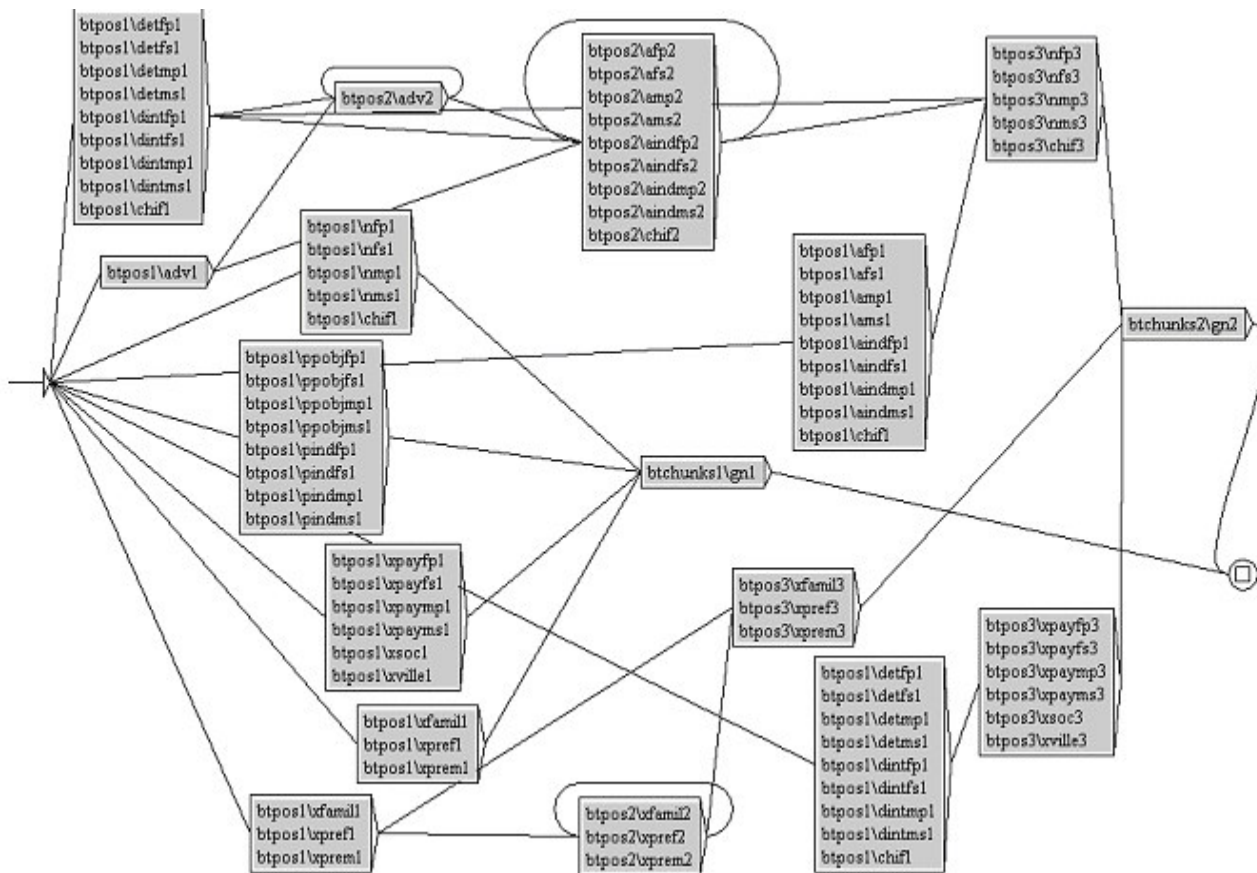 btpos1\detfp1
btpos1\detfs1
btpos1\detmp1
btpos1\detms1
btpos1\dintfp1
btpos1\dintfs1
btpos1\dintmp1
btpos1\dintms1
btpos1\chif1
btpos2\adv2
btpos2\afp2
btpos2\afs2
btpos2\amp2
btpos2\ams2
btpos2\aindfp2
btpos2\aindfs2
btpos2\aindmp2
btpos2\aindms2
btpos2\chif2
btpos3\nfp3
btpos3\nfs3
btpos3\nmp3
btpos3\nms3
btpos3\chif3
btpos1\adv1
btpos1\nfp1
btpos1\nfs1
btpos1\nmp1
btpos1\nms1
btpos1\chif1
btpos1\afp1
btpos1\afs1
btpos1\amp1
btpos1\ams1
btpos1\aindfp1
btpos1\aindfs1
btpos1\aindmp1
btpos1\aindms1
btpos1\chif1
btchunks2\gn2
btpos1\ppobjfp1
btpos1\ppobjfs1
btpos1\ppobjmp1
btpos1\ppobjms1
btpos1\pindfp1
btpos1\pindfs1
btpos1\pindmp1
btpos1\pindms1
btchunks1\gn1
btpos1\xpayfp1
btpos1\xpayfs1
btpos1\xpaymp1
btpos1\xpayms1
btpos1\xsoc1
btpos1\xville1
btpos3\xfamil3
btpos3\xpref3
btpos3\xprem3
btpos3\xpayfp3
btpos3\xpayfs3
btpos3\xpaymp3
btpos3\xpayms3
btpos3\xsoc3
btpos3\xville3
btpos1\detfp1
btpos1\detfs1
btpos1\detmp1
btpos1\detms1
btpos1\dintfp1
btpos1\dintfs1
btpos1\dintmp1
btpos1\dintms1
btpos1\chif1
btpos1\xfamil1
btpos1\xpref1
btpos1\xprem1
btpos1\xfamil1
btpos1\xpref1
btpos1\xprem1
btpos2\xfamil2
btpos2\xpref2
btpos2\xprem2